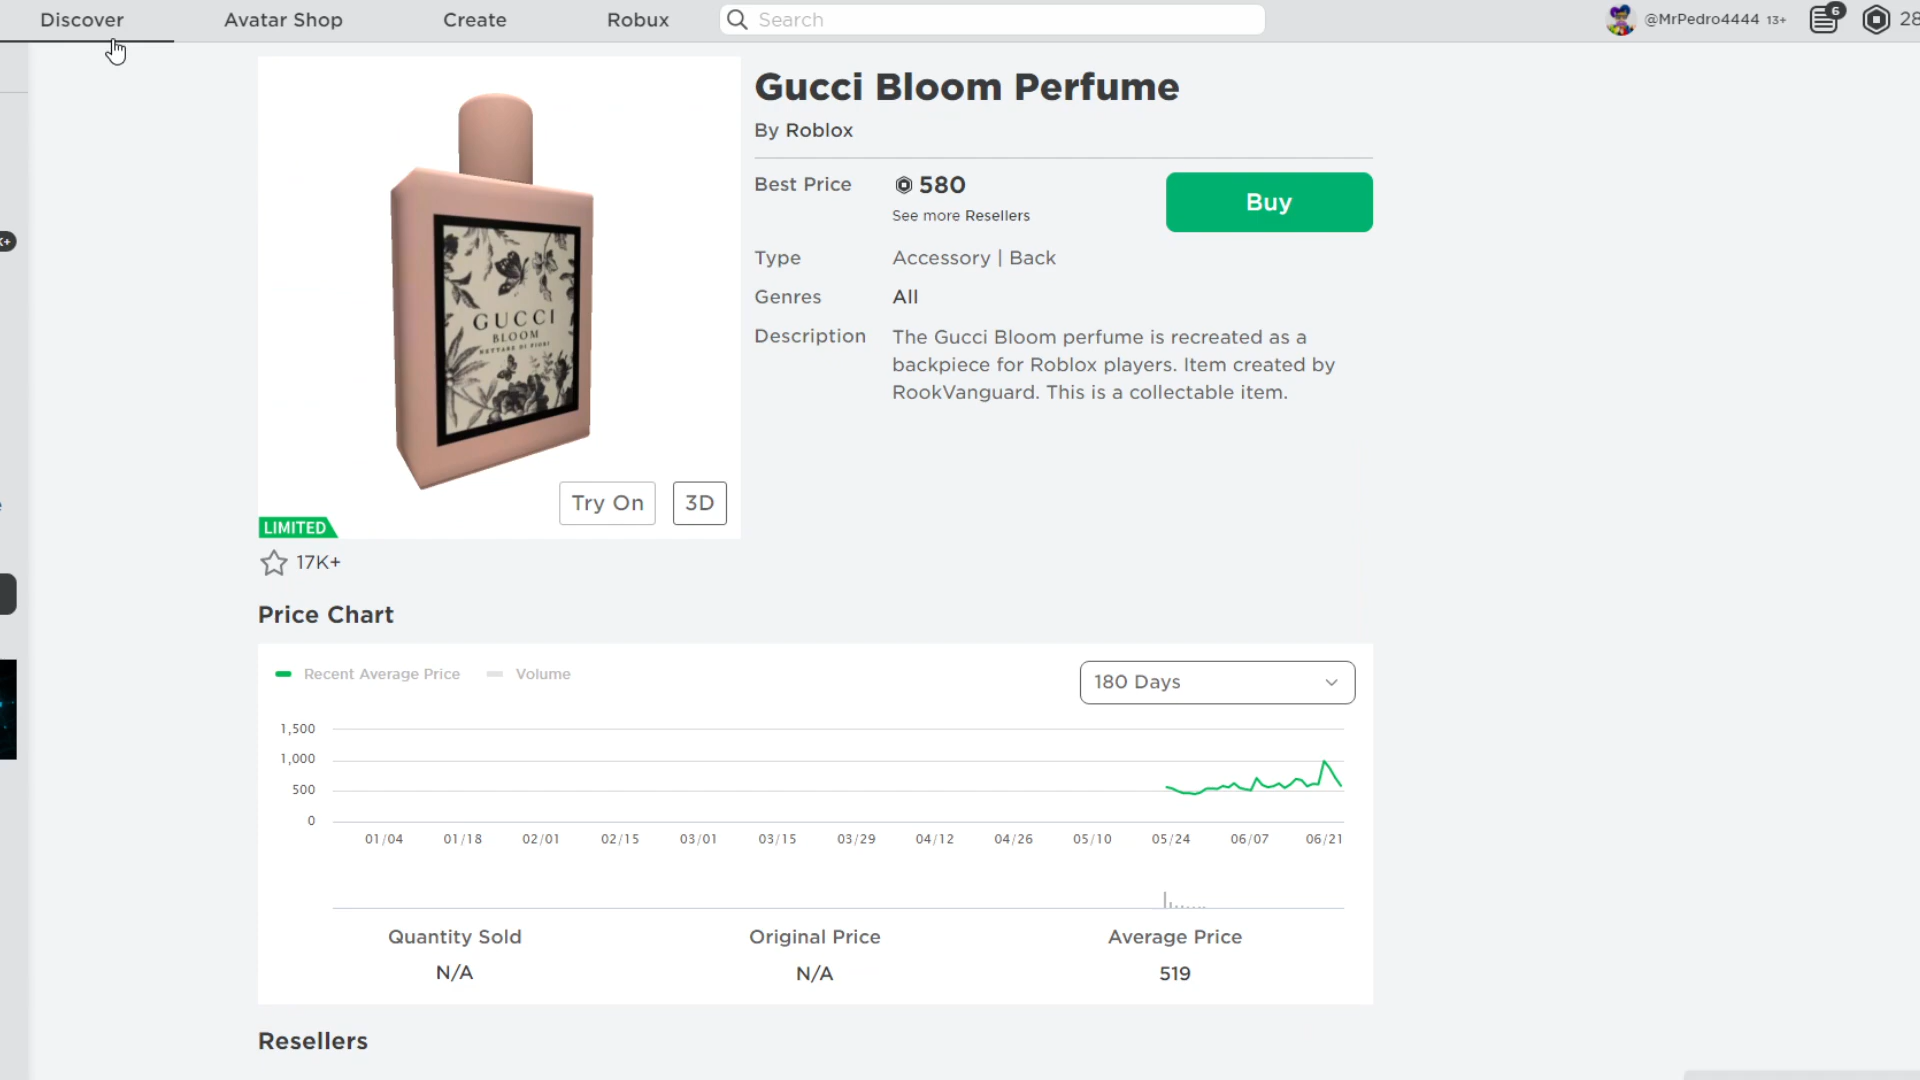 Discover
Avatar Shop
Create
Robux
Search
@MrPedro4444 13+
6
28
K+
GUCCI
BLOOM
NETTARE DI FIORI
Try On
3D
LIMITED
17K+
Gucci Bloom Perfume
By Roblox
Best Price
580
See more Resellers
Buy
Type
Accessory | Back
Genres
All
Description
The Gucci Bloom perfume is recreated as a
backpiece for Roblox players. Item created by
RookVanguard. This is a collectable item.
Price Chart
Recent Average Price
Volume
180 Days
1,500
1,000
500
0
01/04 01/18 02/01 02/15 03/01 03/15 03/29 04/12 04/26 05/10 05/24 06/07 06/21
Quantity Sold
N/A
Original Price
N/A
Average Price
519
Resellers